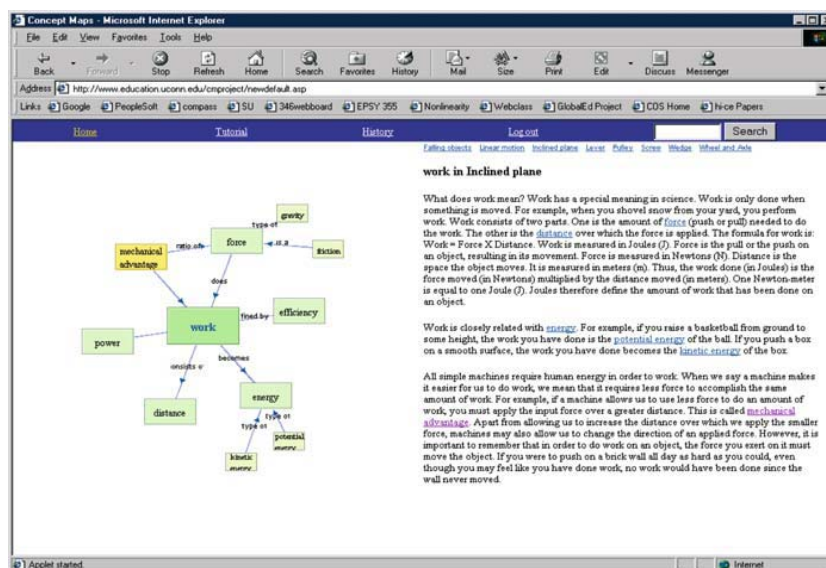 Concept Maps - Microsoft Internet Explorer
File Edit View Favorites Tools Help
Back Forward Stop Refresh Home Search Favorites History Mail Size Print Edit Discuss Messenger
Address http://www.education.uconn.edu/cmproject/newdefault.asp
Links Google PeopleSoft compass SU 346webboard EPSY 355 Nonlinearity Webclass GlobalEd Project COS Home hi-ce Papers
Home Tutorial History Log out Search
Falling objects Linear motion Inclined plane Lever Pulley Screw Wedge Wheel and Axle
work in Inclined plane
What does work mean? Work has a special meaning in science. Work is only done when
something is moved. For example, when you shovel snow from your yard, you perform
work. Work consists of two parts. One is the amount of force (push or pull) needed to do
the work. The other is the distance over which the force is applied. The formula for work is:
Work = Force X Distance. Work is measured in Joules (J). Force is the pull or the push on
an object, resulting in its movement. Force is measured in Newtons (N). Distance is the
space the object moves. It is measured in meters (m). Thus, the work done (in Joules) is the
force moved (in Newtons) multiplied by the distance moved (in meters). One Newton-meter
is equal to one Joule (J). Joules therefore define the amount of work that has been done on
an object.
Work is closely related with energy. For example, if you raise a basketball from ground to
some height, the work you have done is the potential energy of the ball. If you push a box
on a smooth surface, the work you have done becomes the kinetic energy of the box
All simple machines require human energy in order to work. When we say a machine makes
it easier for us to do work, we mean that it requires less force to accomplish the same
amount of work. For example, if a machine allows us to use less force to do an amount of
work, you must apply the input force over a greater distance. This is called mechanical
advantage. Apart from allowing us to increase the distance over which we apply the smaller
force, machines may also allow us to change the direction of an applied force. However, it is
important to remember that in order to do work on an object, the force you exert on it must
move the object. If you were to push on a brick wall all day as hard as you could, even
though you may feel like you have done work, no work would have been done since the
wall never moved.
gravity
type of
force
ratio of
is a
friction
mechanical
advantage
does
efficiency
fined by
work
power
becomes
onsists o
distance
energy
type of
type of
potential
energy
kinetic
energy
Applet started.
Internet